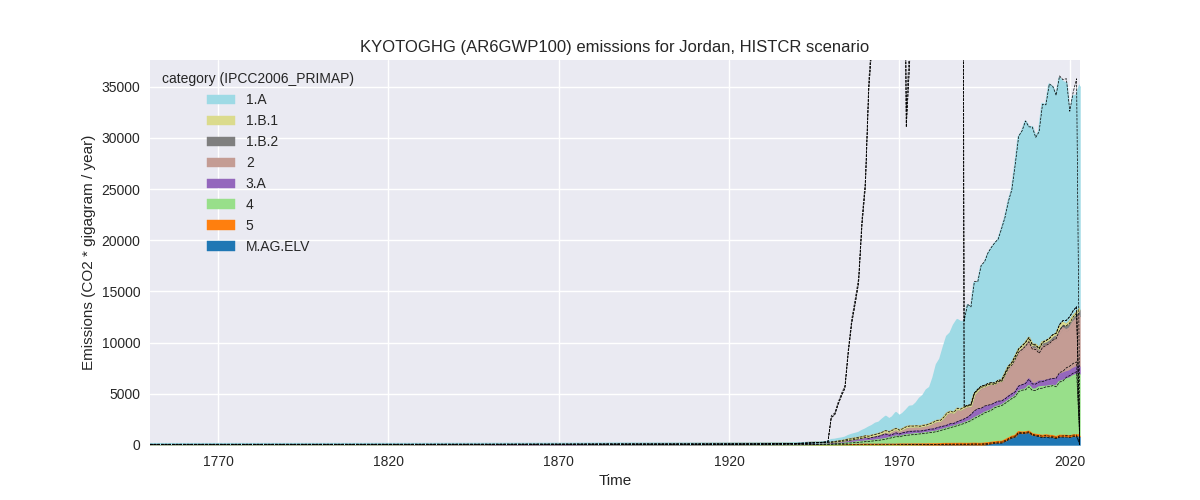 KYOTOGHG (AR6GWP100) emissions for Jordan, HISTCR scenario
category (IPCC2006_PRIMAP)
1.A
1.B.1
1.B.2
2
3.A
4
5
M.AG.ELV
Emissions (CO2 * gigagram / year)
35000
30000
25000
20000
15000
10000
5000
0
1770
1820
1870
1920
1970
2020
Time